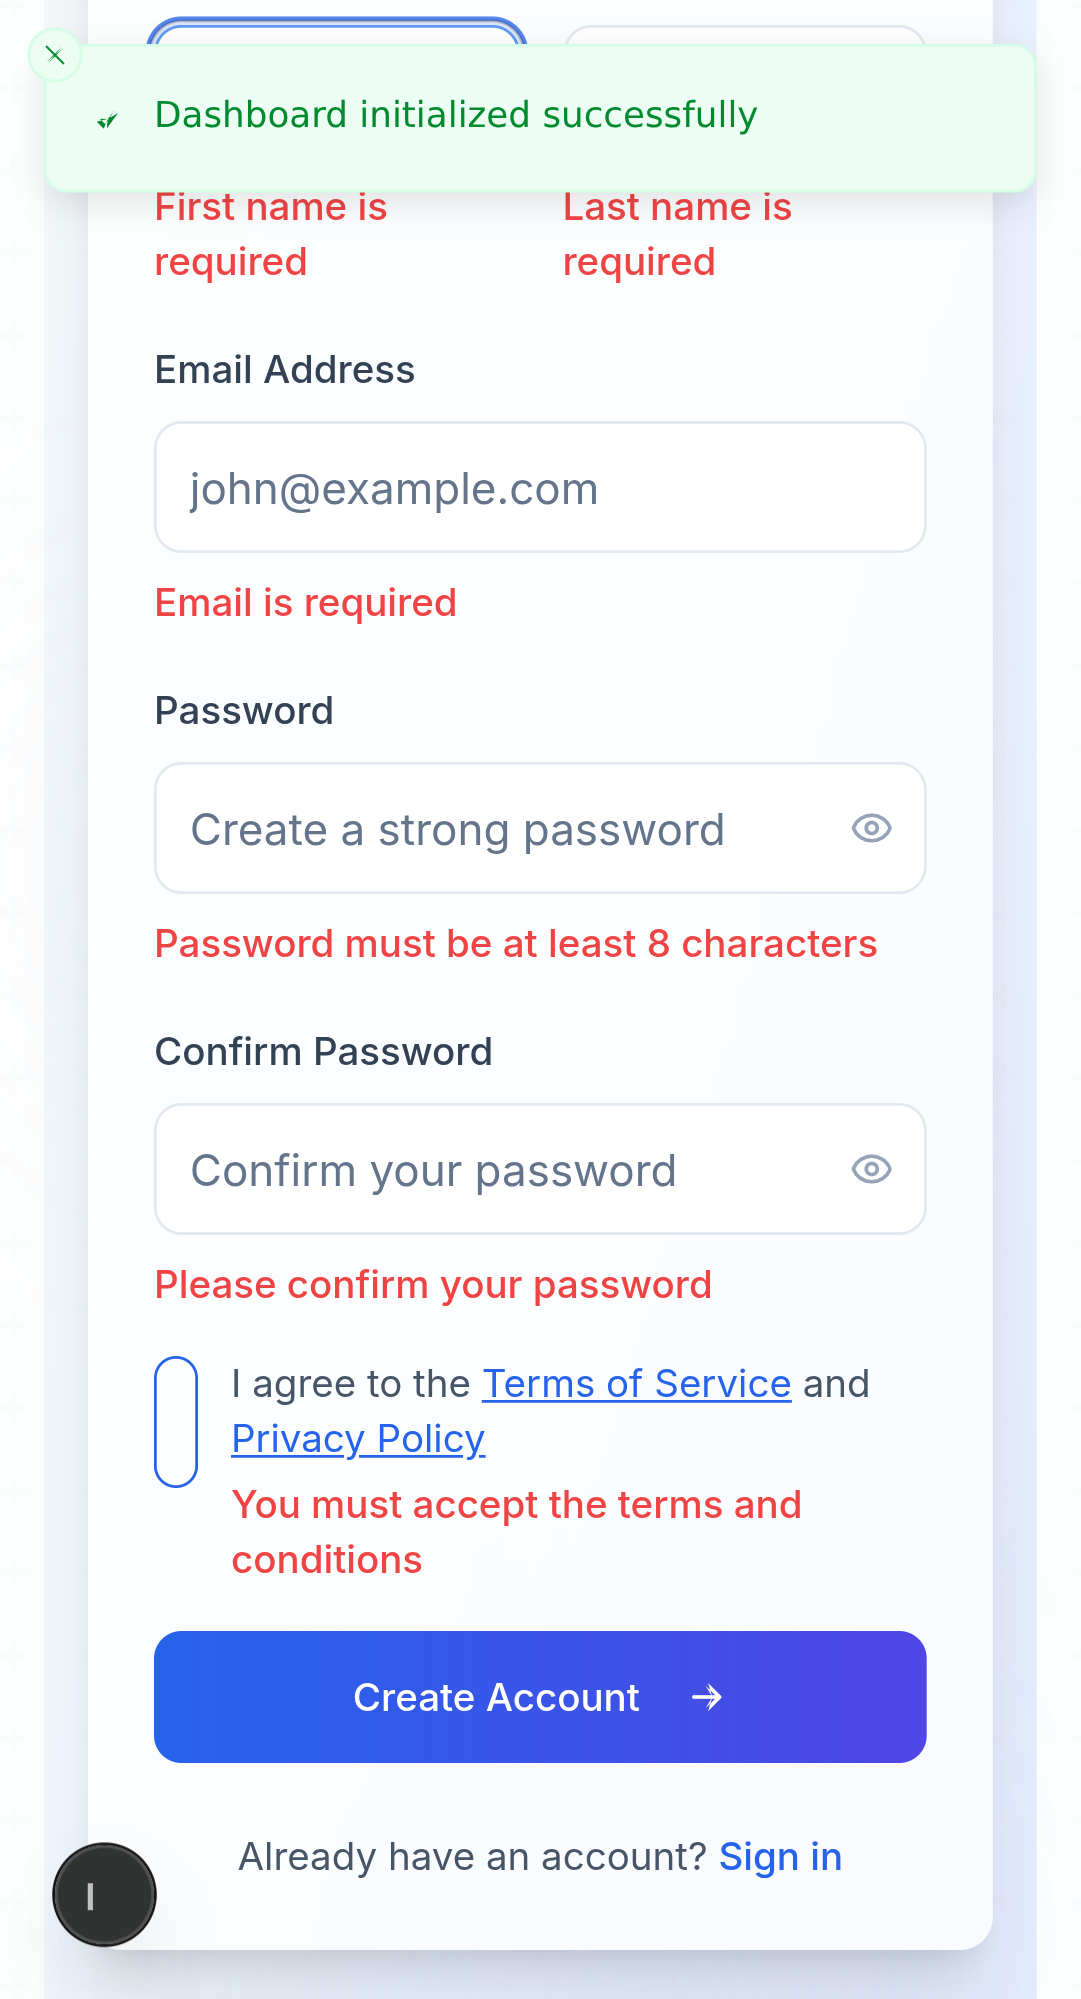 Dashboard initialized successfully
First name is required
Last name is required
Email Address
john@example.com
Email is required
Password
Create a strong password
Password must be at least 8 characters
Confirm Password
Confirm your password
Please confirm your password
I agree to the Terms of Service and
Privacy Policy
You must accept the terms and
conditions
Create Account
Already have an account? Sign in